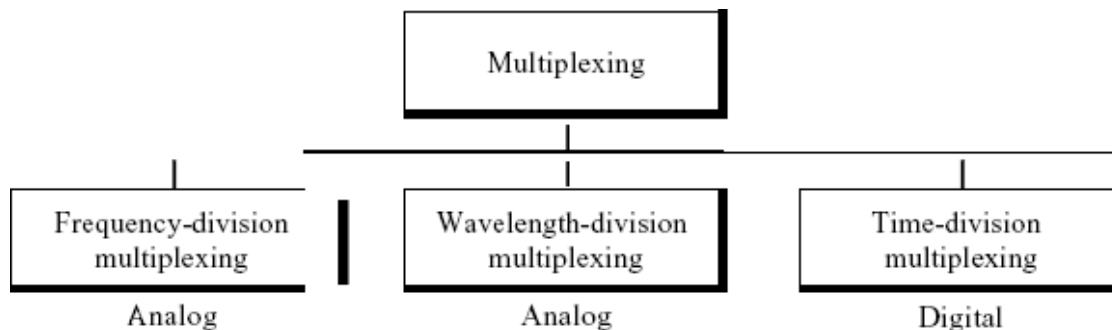 Multiplexing
Frequency-division
multiplexing
Wavelength-division
multiplexing
Time-division
multiplexing
Analog
Analog
Digital